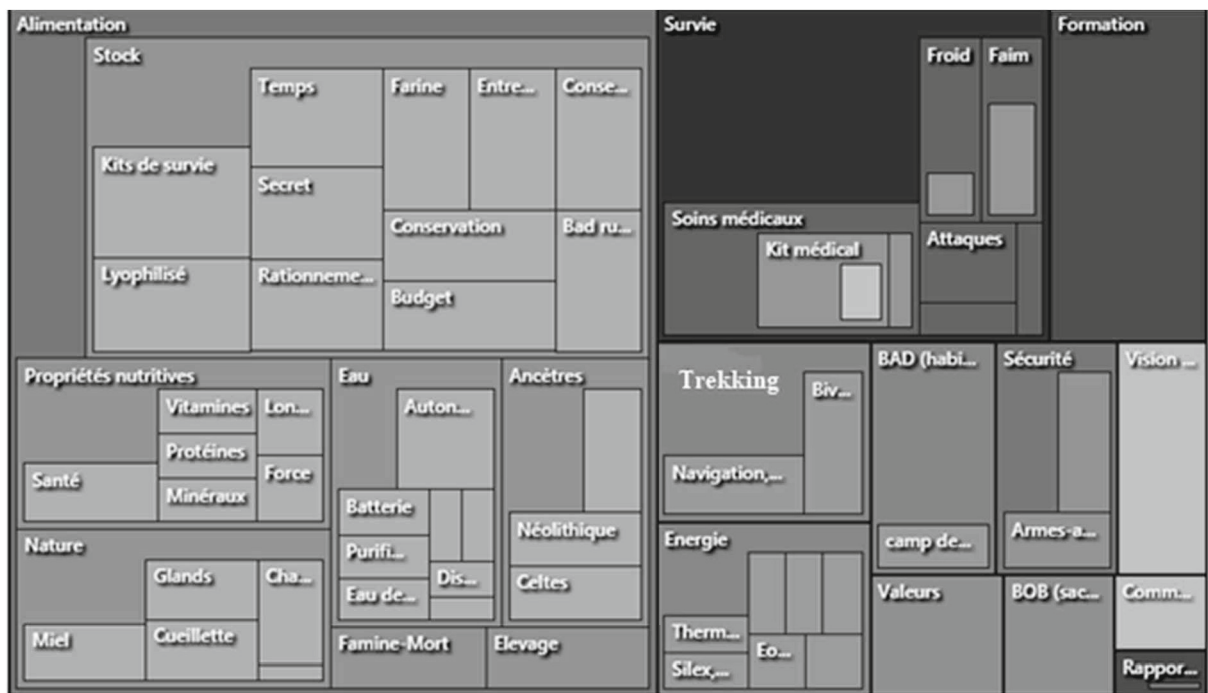 Alimentation
Stock
Temps
Farine
Entre...
Conse...
Kits de survie
Secret
Conservation
Bad ru...
Lyophilisé
Rationneme...
Budget
Propriétés nutritives
Vitamines
Lon...
Protéines
Santé
Minéraux
Force
Eau
Auton...
Batterie
Purifi...
Eau de...
Dis...
Ancètres
Néolithique
Celtes
Nature
Glands
Cha...
Miel
Cueillette
Famine-Mort
Elevage
Survie
Froid
Faim
Soins médicaux
Kit médical
Attaques
Formation
Trekking
Biv...
Navigation,...
BAD (habi...
camp de...
Sécurité
Armes-a...
Vision ...
Energie
Therm...
Silex,...
Eo...
Valeurs
BOB (sac...
Comm...
Rappor...